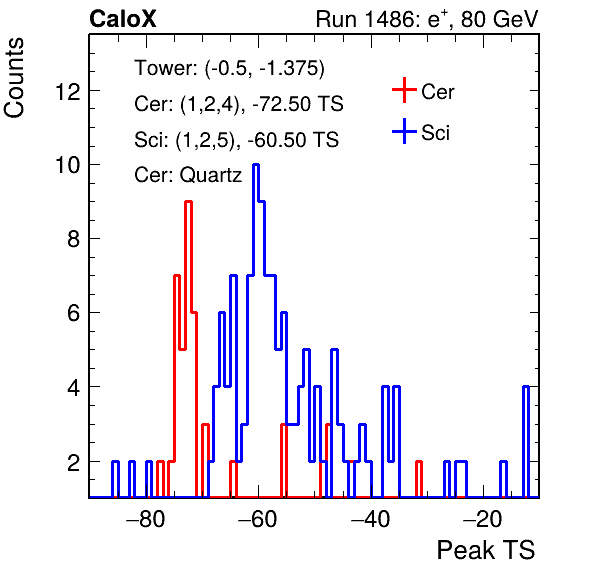 CaloX Run 1486: e⁺, 80 GeV
Counts
Tower: (-0.5, -1.375)
Cer: (1,2,4), -72.50 TS
Sci: (1,2,5), -60.50 TS
Cer: Quartz
Cer
Sci
12
10
8
6
4
2
−80 −60 −40 −20
Peak TS